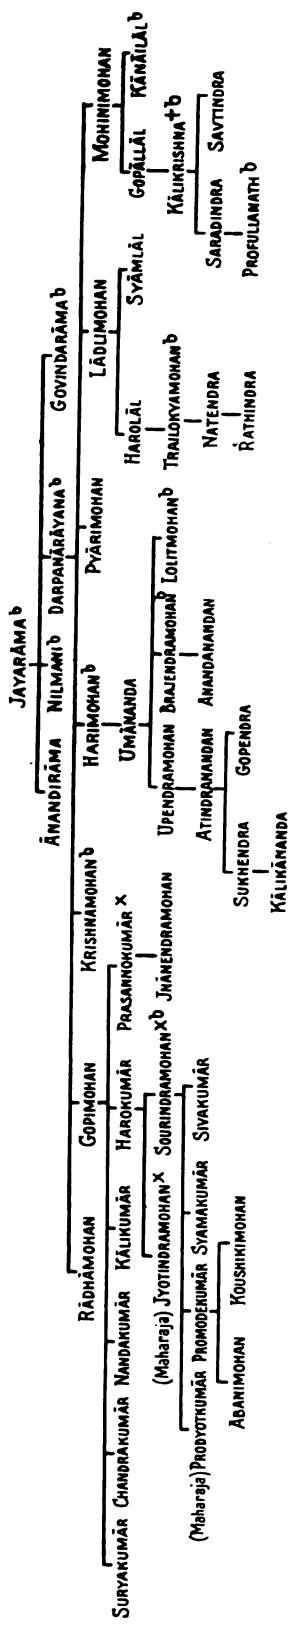 JAYARĀMA b
ĀNANDIRĀMA NILMANI b DARPANĀRĀYANA b GOVINDARĀMA b
RĀDHĀMOHAN GOPIMOHAN KRISHNAMOHAN b HARIMOHAN b PYĀRIMOHAN LĀDLIMOHAN MOHINIMOHAN
SURYAKUMĀR CHANDRAKUMĀR NANDAKUMĀR KĀLIKUMĀR HAROKUMĀR PRASANNOKUMĀR x UMĀNANDA HAROLĀL SYĀMLĀL GOPĀLLĀL KĀNĀILĀL b
(Maharaja) JYOTINDRAMOHAN x SOURINDRAMOHAN x b JNĀNENDRAMOHAN UPENDRAMOHAN BRAJENDRAMOHAN b LOLITMOHAN b TRAILOKYAMOHAN b KĀLIKRISHNA + b
(Maharaja) PRODYOTKUMĀR PROMODEKUMĀR SYAMAKUMĀR SIVAKUMĀR ATINDRANANDAN ANANDANANDAN NATENDRA SARADINDRA SAVTINDRA
ABANIMOHAN KOUSHIKIMOHAN SUKHENDRA GOPENDRA RATHINDRA PROFULLANATH b
KĀLIKĀNANDA